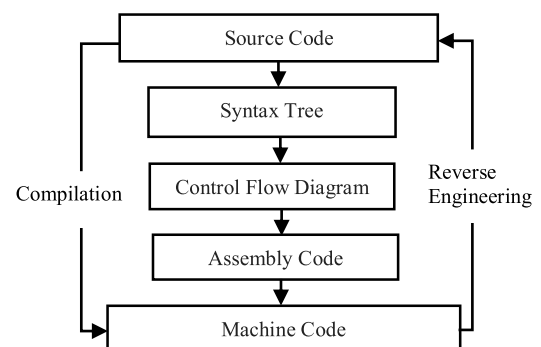 Source Code
Syntax Tree
Control Flow Diagram
Assembly Code
Machine Code
Compilation
Reverse
Engineering